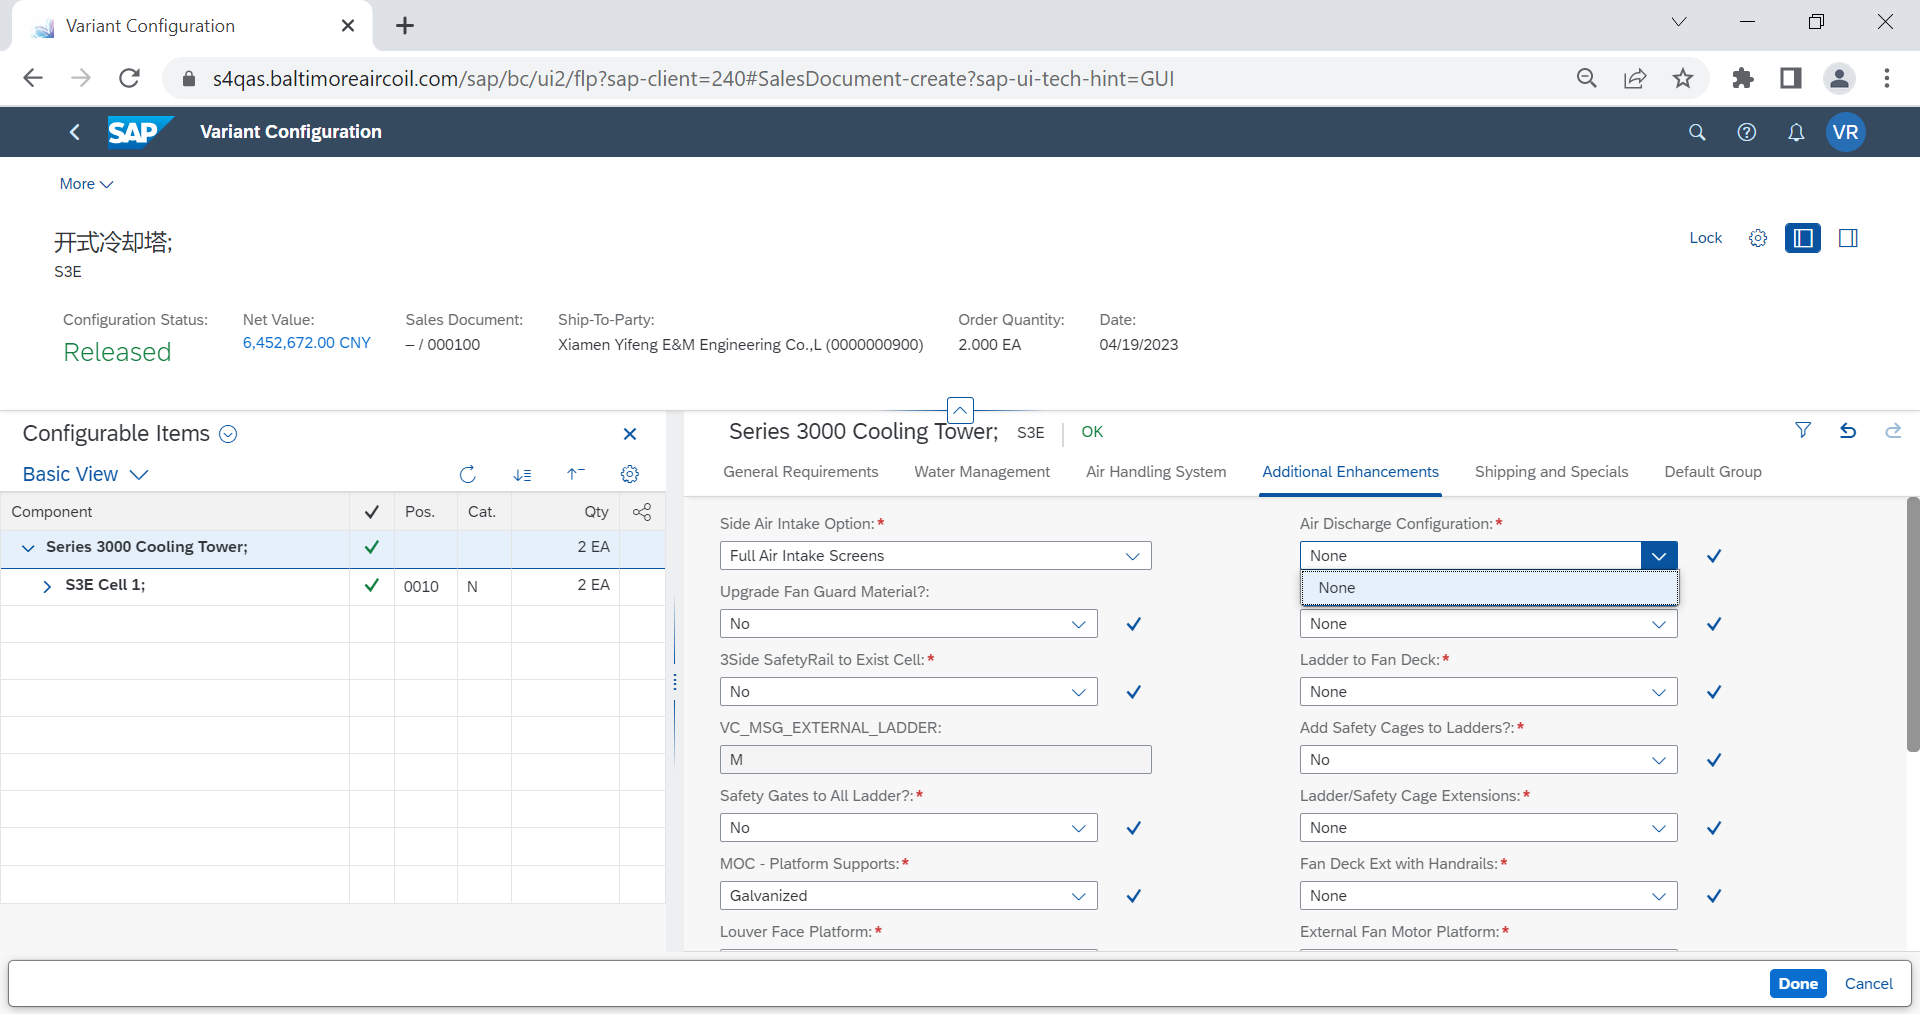 Variant Configuration
s4qas.baltimoreaircoil.com/sap/bc/ui2/flp?sap-client=240#SalesDocument-create?sap-ui-tech-hint=GUI
SAP
Variant Configuration
VR
More
开式冷却塔;
S3E
Lock
Configuration Status:
Released
Net Value:
6,452,672.00 CNY
Sales Document:
– / 000100
Ship-To-Party:
Xiamen Yifeng E&M Engineering Co.,L (0000000900)
Order Quantity:
2.000 EA
Date:
04/19/2023
Configurable Items
Basic View
Component Pos. Cat. Qty
Series 3000 Cooling Tower; 2 EA
S3E Cell 1; 0010 N 2 EA
Series 3000 Cooling Tower; S3E OK
General Requirements Water Management Air Handling System Additional Enhancements Shipping and Specials Default Group
Side Air Intake Option:*
Full Air Intake Screens
Air Discharge Configuration:*
None
None
Upgrade Fan Guard Material?:
No
None
3Side SafetyRail to Exist Cell:*
No
Ladder to Fan Deck:*
None
VC_MSG_EXTERNAL_LADDER:
M
Add Safety Cages to Ladders?:*
No
Safety Gates to All Ladder?:*
No
Ladder/Safety Cage Extensions:*
None
MOC - Platform Supports:*
Galvanized
Fan Deck Ext with Handrails:*
None
Louver Face Platform:*
External Fan Motor Platform:*
Done Cancel